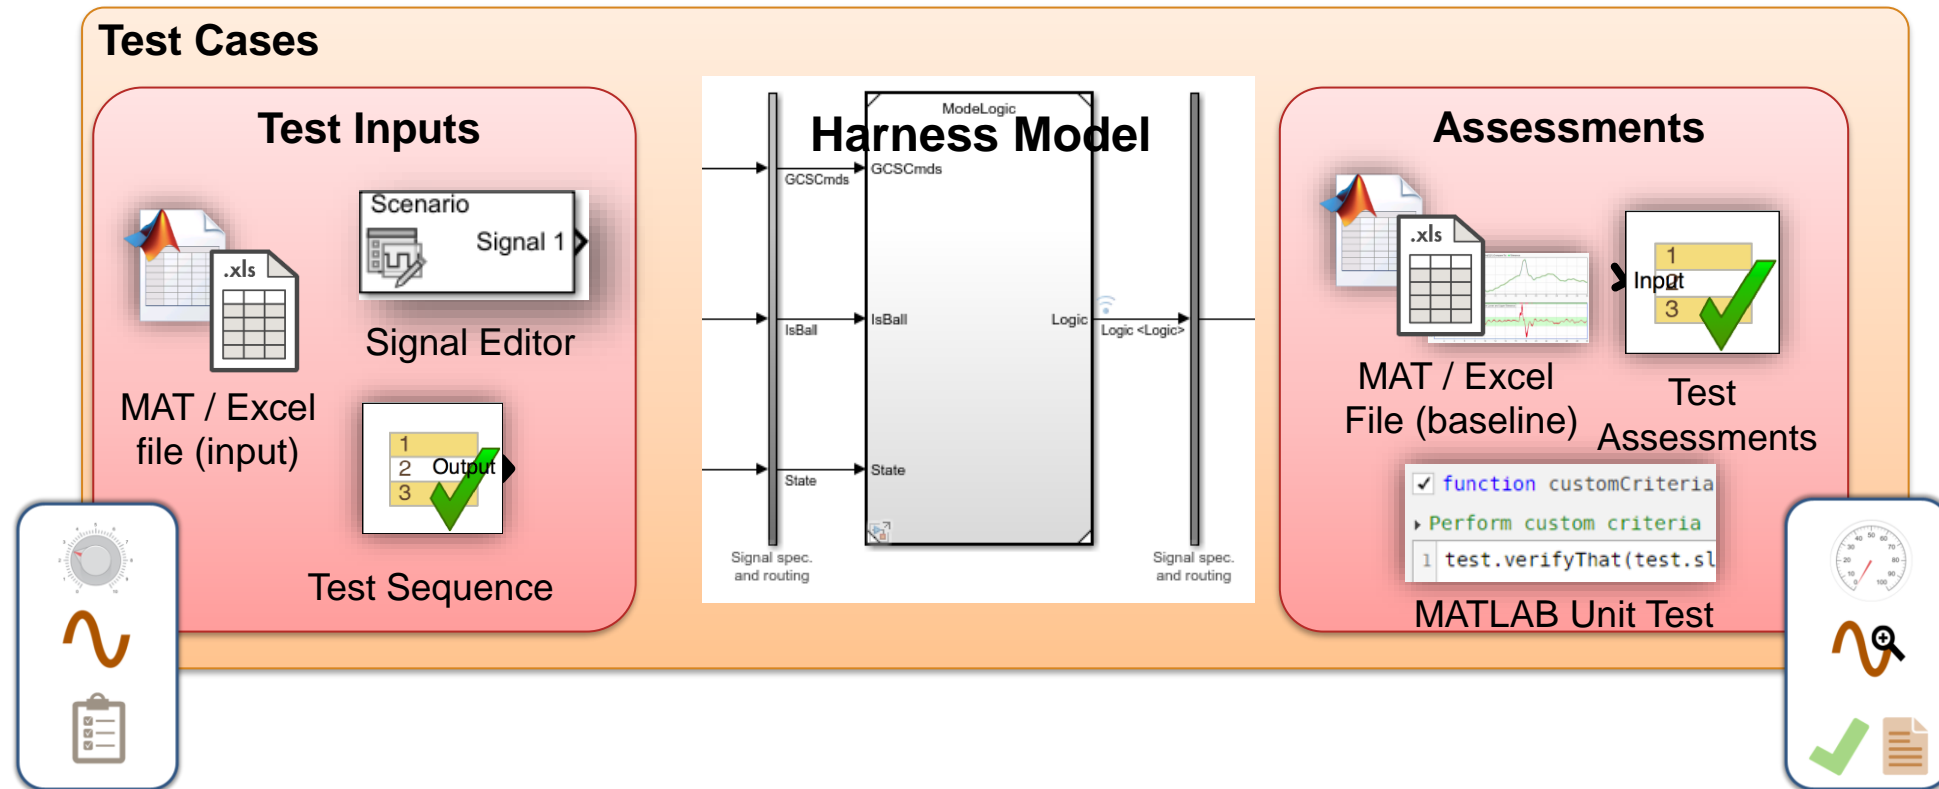 Test Cases
Test Inputs
.xls
MAT / Excel
file (input)
Scenario
Signal 1
Signal Editor
1
2
3
Output
Test Sequence
ModeLogic
Harness Model
GCSCmds
GCSCmds
IsBall
IsBall
State
State
Logic
Logic <Logic>
Signal spec.
and routing
Signal spec.
and routing
Assessments
.xls
MAT / Excel
File (baseline)
1
2
3
Input
Test
Assessments
function customCriteria
Perform custom criteria
1 test.verifyThat(test.sl
MATLAB Unit Test